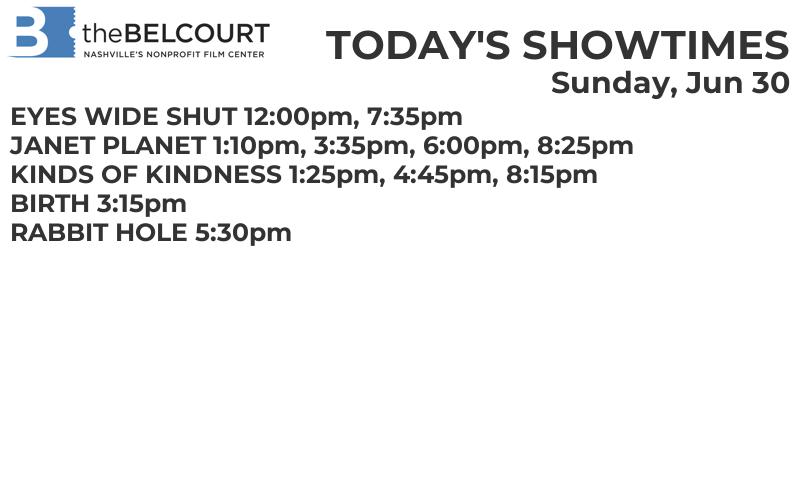 B theBELCOURT
NASHVILLE'S NONPROFIT FILM CENTER
TODAY'S SHOWTIMES
Sunday, Jun 30
EYES WIDE SHUT 12:00pm, 7:35pm
JANET PLANET 1:10pm, 3:35pm, 6:00pm, 8:25pm
KINDS OF KINDNESS 1:25pm, 4:45pm, 8:15pm
BIRTH 3:15pm
RABBIT HOLE 5:30pm